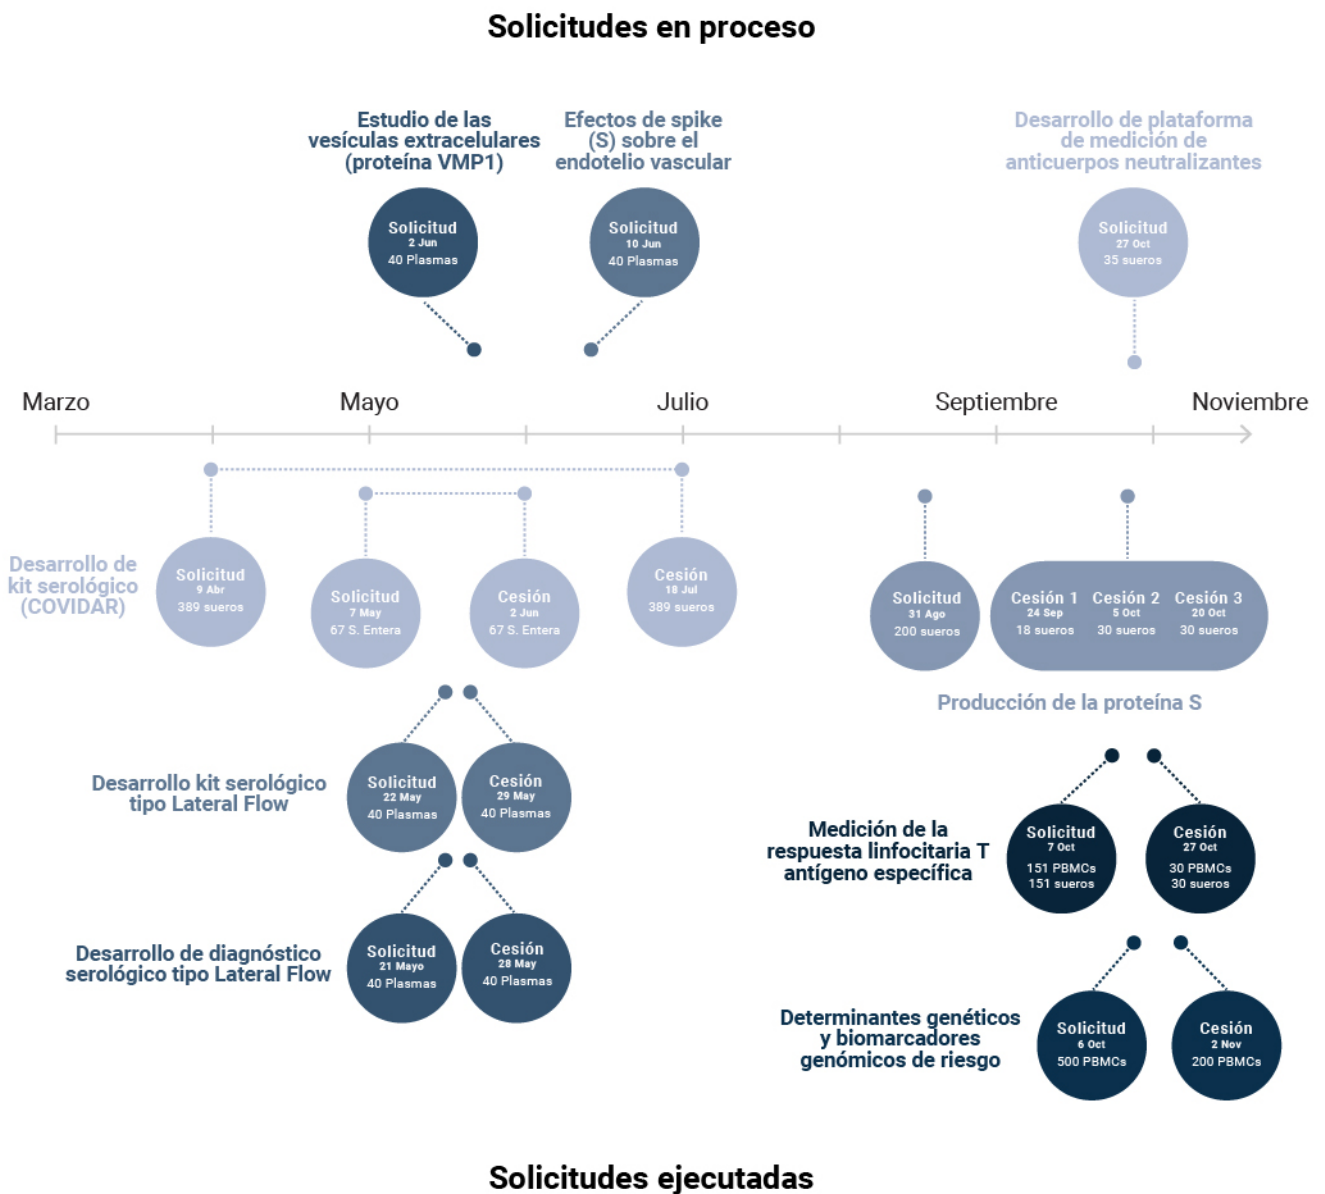 Solicitudes en proceso
Estudio de las
vesículas extracelulares
(proteína VMP1)
Solicitud
2 Jun
40 Plasmas
Efectos de spike
(S) sobre el
endotelio vascular
Solicitud
10 Jun
40 Plasmas
Desarrollo de plataforma
de medición de
anticuerpos neutralizantes
Solicitud
27 Oct
35 sueros
Marzo
Mayo
Julio
Septiembre
Noviembre
Desarrollo de
kit serológico
(COVIDAR)
Solicitud
9 Abr
389 sueros
Solicitud
7 May
67 S. Entera
Cesión
2 Jun
67 S. Entera
Cesión
18 Jul
389 sueros
Solicitud
31 Ago
200 sueros
Cesión 1
24 Sep
18 sueros
Cesión 2
5 Oct
30 sueros
Cesión 3
20 Oct
30 sueros
Producción de la proteína S
Desarrollo kit serológico
tipo Lateral Flow
Solicitud
22 May
40 Plasmas
Cesión
29 May
40 Plasmas
Medición de la
respuesta linfocitaria T
antígeno específica
Solicitud
7 Oct
151 PBMCs
151 sueros
Cesión
27 Oct
30 PBMCs
30 sueros
Desarrollo de diagnóstico
serológico tipo Lateral Flow
Solicitud
21 Mayo
40 Plasmas
Cesión
28 May
40 Plasmas
Determinantes genéticos
y biomarcadores
genómicos de riesgo
Solicitud
6 Oct
500 PBMCs
Cesión
2 Nov
200 PBMCs
Solicitudes ejecutadas